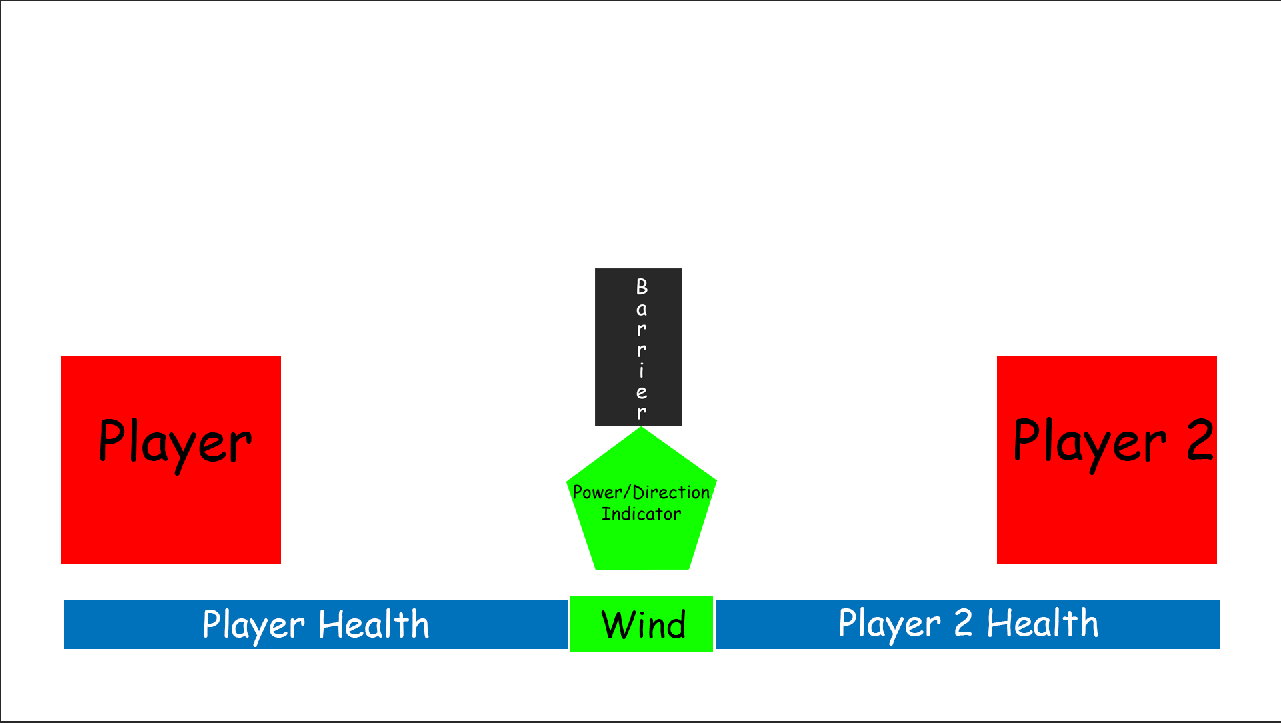 B
a
r
r
i
e
r
Player
Player 2
Power/Direction
Indicator
Player Health
Wind
Player 2 Health